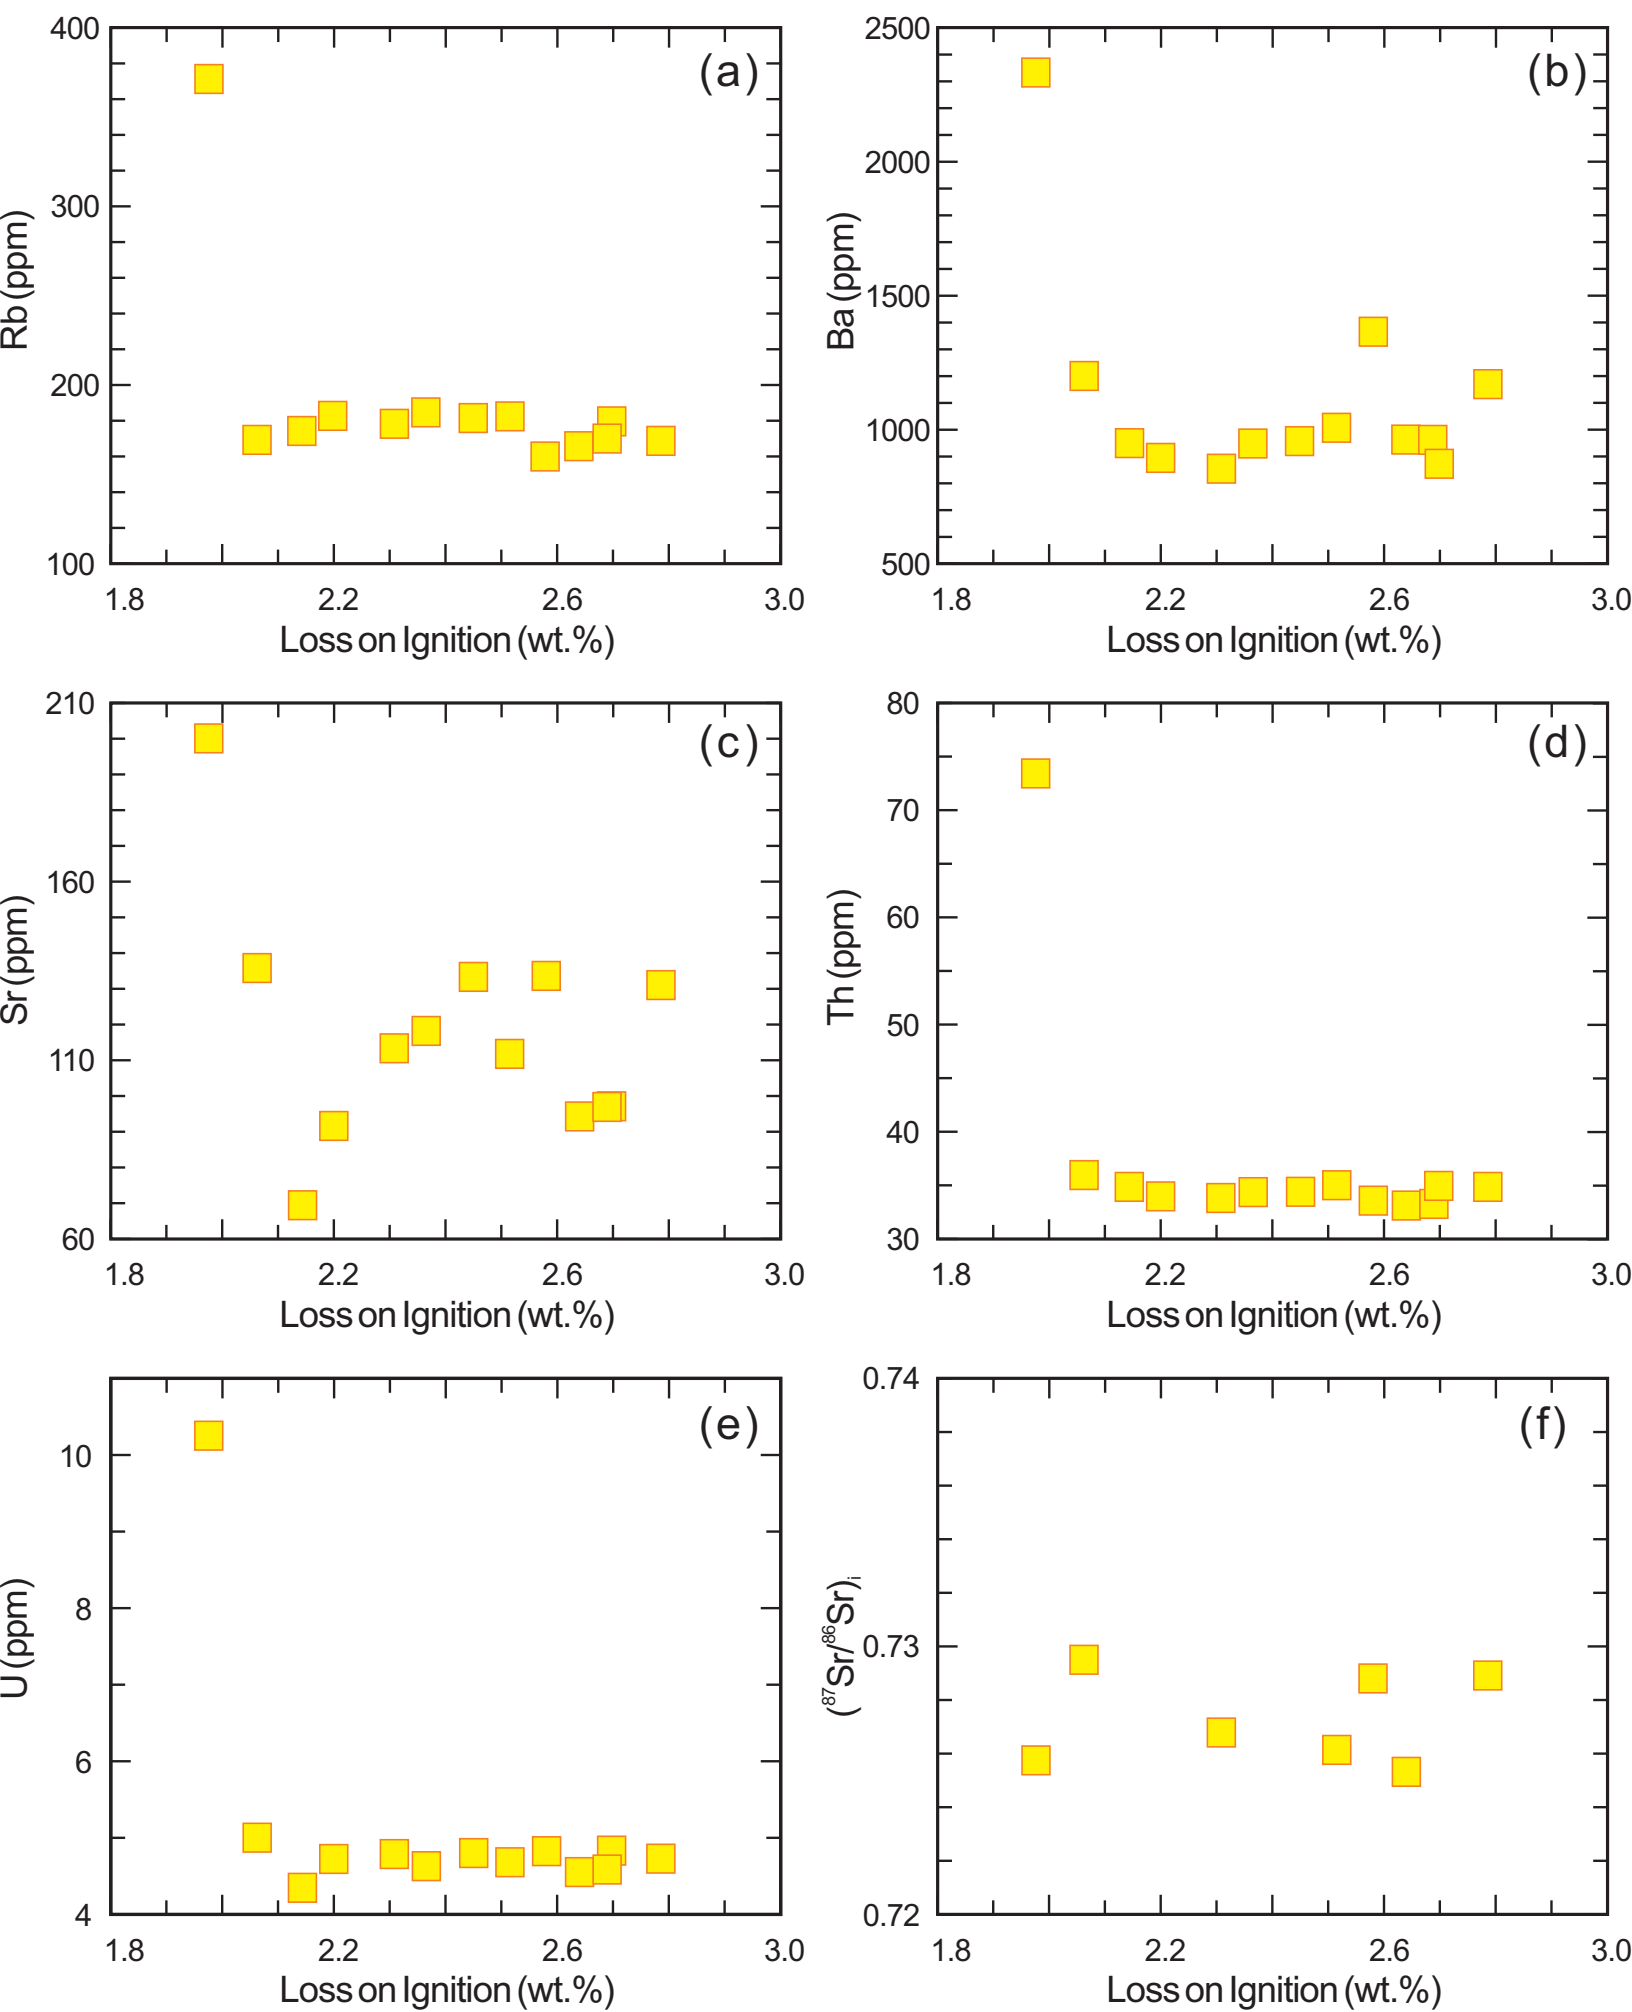 400
300
200
100
Rb (ppm)
(a)
1.8 2.2 2.6 3.0
Loss on Ignition (wt.%)
2500
2000
1500
1000
500
Ba (ppm)
(b)
1.8 2.2 2.6 3.0
Loss on Ignition (wt.%)
210
160
110
60
Sr (ppm)
(c)
1.8 2.2 2.6 3.0
Loss on Ignition (wt.%)
80
70
60
50
40
30
Th (ppm)
(d)
1.8 2.2 2.6 3.0
Loss on Ignition (wt.%)
10
8
6
4
U (ppm)
(e)
1.8 2.2 2.6 3.0
Loss on Ignition (wt.%)
0.74
0.73
0.72
(⁸⁷Sr/⁸⁶Sr)ᵢ
(f)
1.8 2.2 2.6 3.0
Loss on Ignition (wt.%)